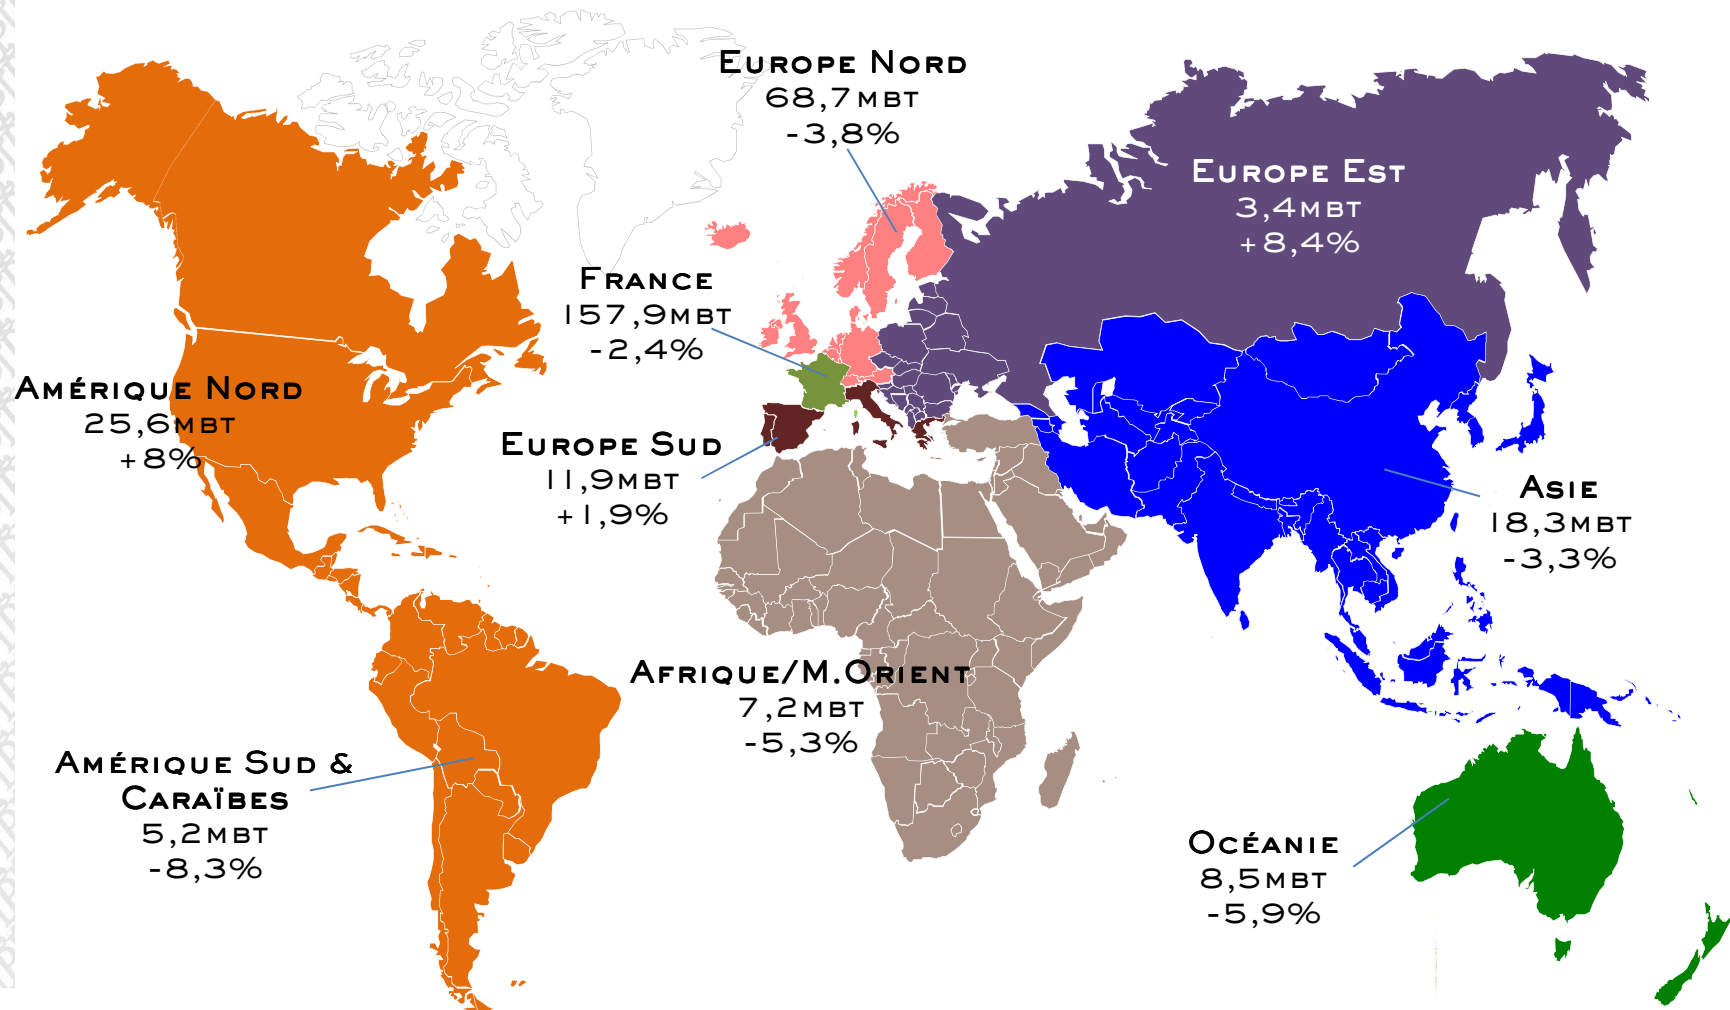 Europe Nord
68,7mbt
-3,8%
Europe Est
3,4mbt
+8,4%
France
157,9mbt
-2,4%
Amérique Nord
25,6mbt
+8%
Europe Sud
11,9mbt
+1,9%
Asie
18,3mbt
-3,3%
Afrique/M.Orient
7,2mbt
-5,3%
Amérique Sud &
Caraïbes
5,2mbt
-8,3%
Océanie
8,5mbt
-5,9%